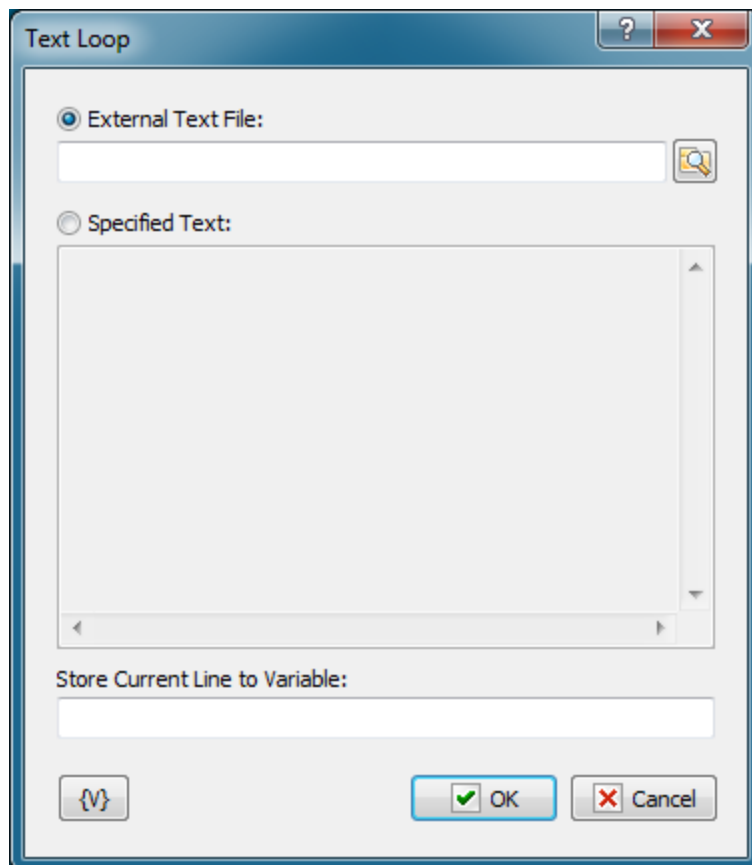 Text Loop
?
External Text File:
Specified Text:
Store Current Line to Variable:
{V}
OK
Cancel